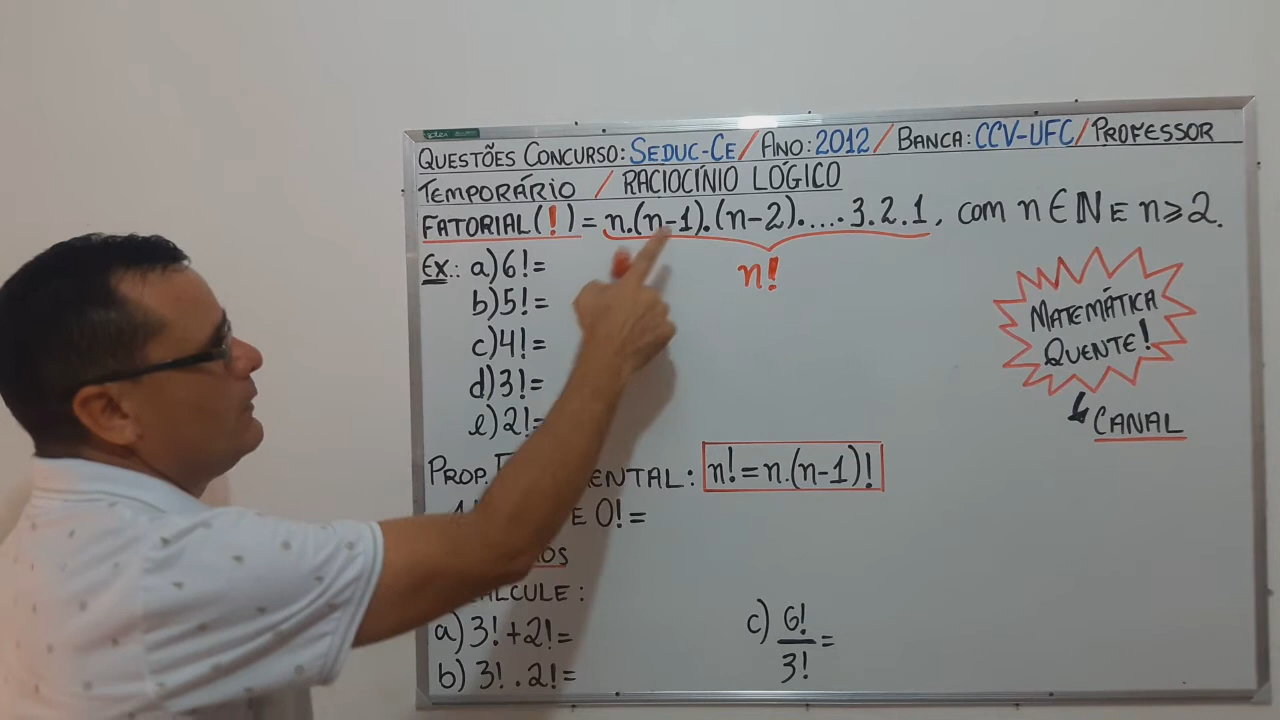 QUESTÕES CONCURSO: SEDUC-CE / ANO: 2012 / BANCA: CCV-UFC / PROFESSOR
TEMPORÁRIO / RACIOCÍNIO LÓGICO
FATORIAL (!) = n.(n-1).(n-2). ... .3.2.1, com n ∈ ℕ E n ⩾ 2.
n!
Ex.: a) 6! =
b) 5! =
c) 4! =
d) 3! =
e) 2! =
MATEMÁTICA
QUENTE!
CANAL
PROP. : n! = n.(n-1)!
E 0! =
a) 3! + 2! =
b) 3! . 2! =
c) 6!/3! =